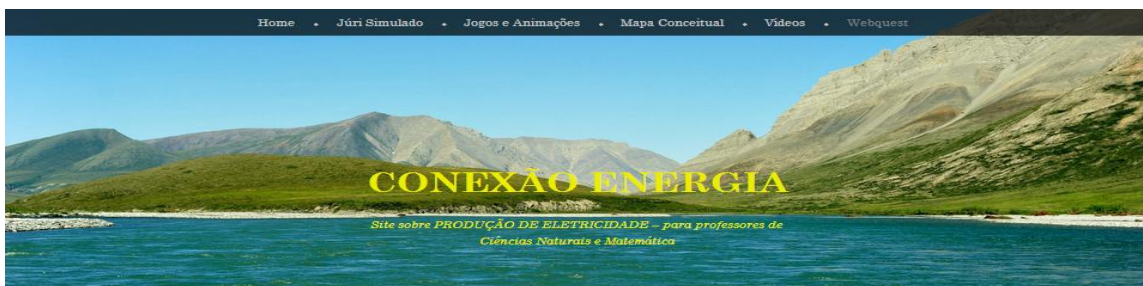 Home • Júri Simulado • Jogos e Animações • Mapa Conceitual • Vídeos • Webquest
CONEXÃO ENERGIA
Site sobre PRODUÇÃO DE ELETRICIDADE – para professores de
Ciências Naturais e Matemática